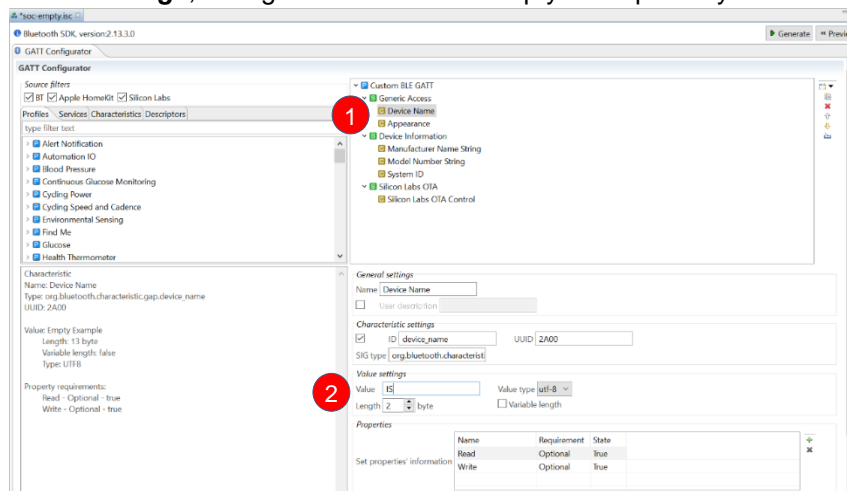 *soc-empty.isc
Bluetooth SDK, version:2.13.3.0
Generate
GATT Configurator
GATT Configurator
Source filters
BT Apple HomeKit Silicon Labs
Profiles Services Characteristics Descriptors
type filter text
Alert Notification
Automation IO
Blood Pressure
Continuous Glucose Monitoring
Cycling Power
Cycling Speed and Cadence
Environmental Sensing
Find Me
Glucose
Health Thermometer
Custom BLE GATT
Generic Access
1
Device Name
Appearance
Device Information
Manufacturer Name String
Model Number String
System ID
Silicon Labs OTA
Silicon Labs OTA Control
Characteristic
Name: Device Name
Type: org.bluetooth.characteristic.gap.device_name
UUID: 2A00
Value: Empty Example
Length: 13 byte
Variable length: false
Type: UTF8
Property requirements:
Read - Optional - true
Write - Optional - true
General settings
Name Device Name
User description
Characteristic settings
ID device_name UUID 2A00
SIG type org.bluetooth.characteristi
Value settings
2
Value IS Value type utf-8
Length 2 byte Variable length
Properties
Name Requirement State
Read Optional True
Set properties' information
Write Optional True